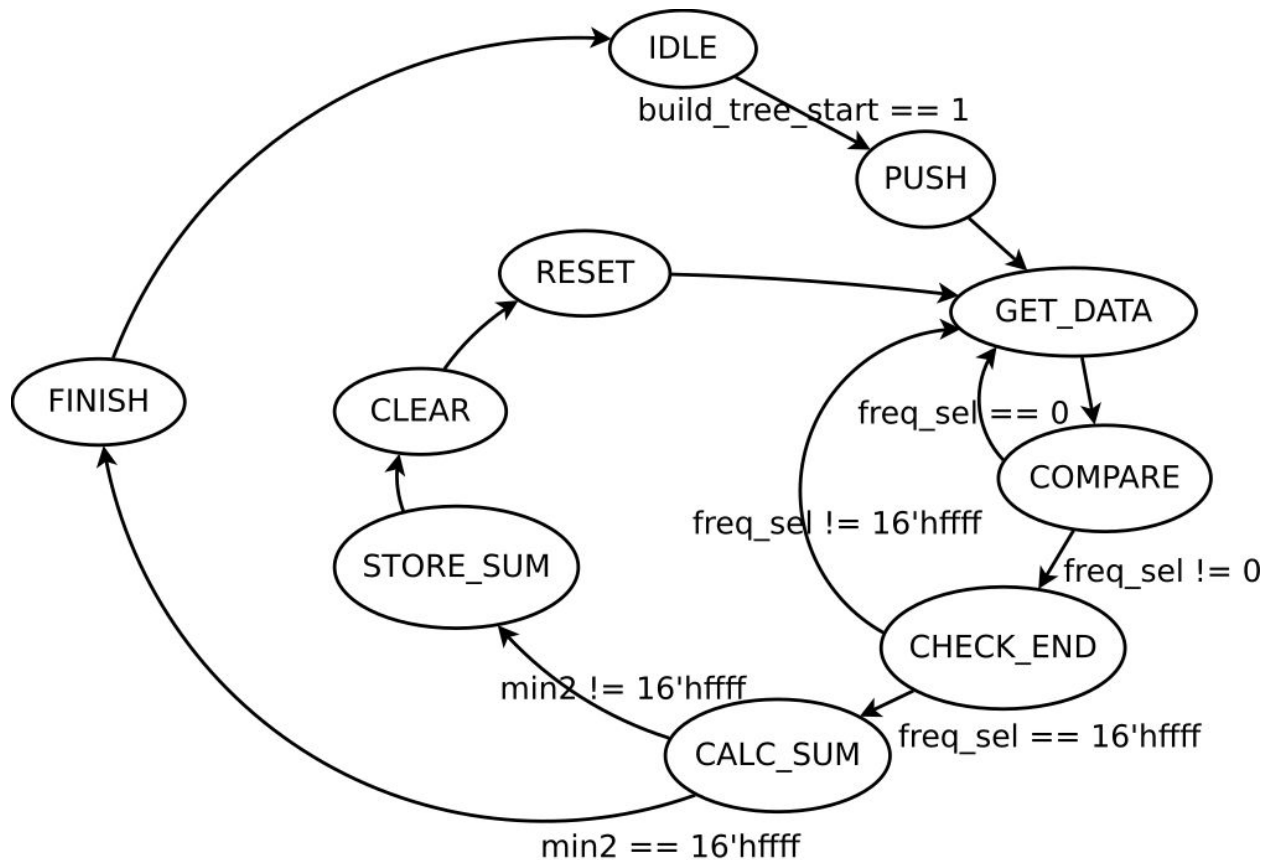 IDLE
build_tree_start == 1
PUSH
RESET
GET_DATA
FINISH
CLEAR
freq_sel == 0
COMPARE
freq_sel != 16'hffff
STORE_SUM
freq_sel != 0
CHECK_END
min2 != 16'hffff
freq_sel == 16'hffff
CALC_SUM
min2 == 16'hffff